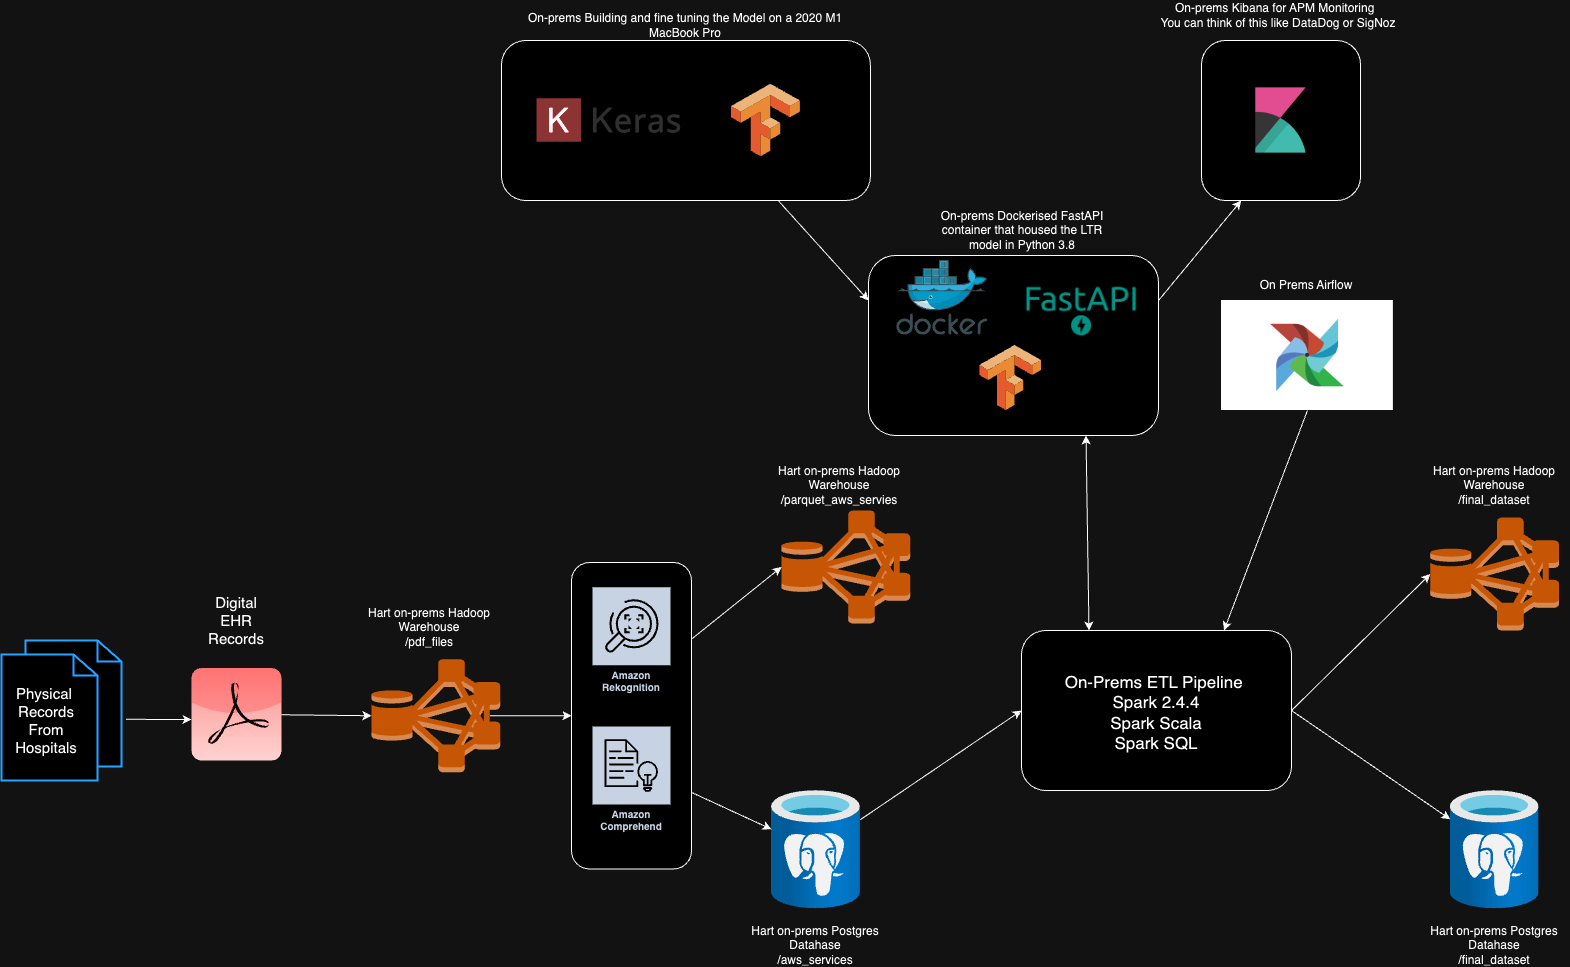 On-prems Building and fine tuning the Model on a 2020 M1
MacBook Pro
K Keras
On-prems Kibana for APM Monitoring
You can think of this like DataDog or SigNoz
On-prems Dockerised FastAPI
container that housed the LTR
model in Python 3.8
docker
FastAPI
On Prems Airflow
Hart on-prems Hadoop
Warehouse
/parquet_aws_servies
Hart on-prems Hadoop
Warehouse
/final_dataset
Digital
EHR
Records
Hart on-prems Hadoop
Warehouse
/pdf_files
Physical
Records
From
Hospitals
Amazon
Rekognition
Amazon
Comprehend
On-Prems ETL Pipeline
Spark 2.4.4
Spark Scala
Spark SQL
Hart on-prems Postgres
Datahase
/aws_services
Hart on-prems Postgres
Datahase
/final_dataset